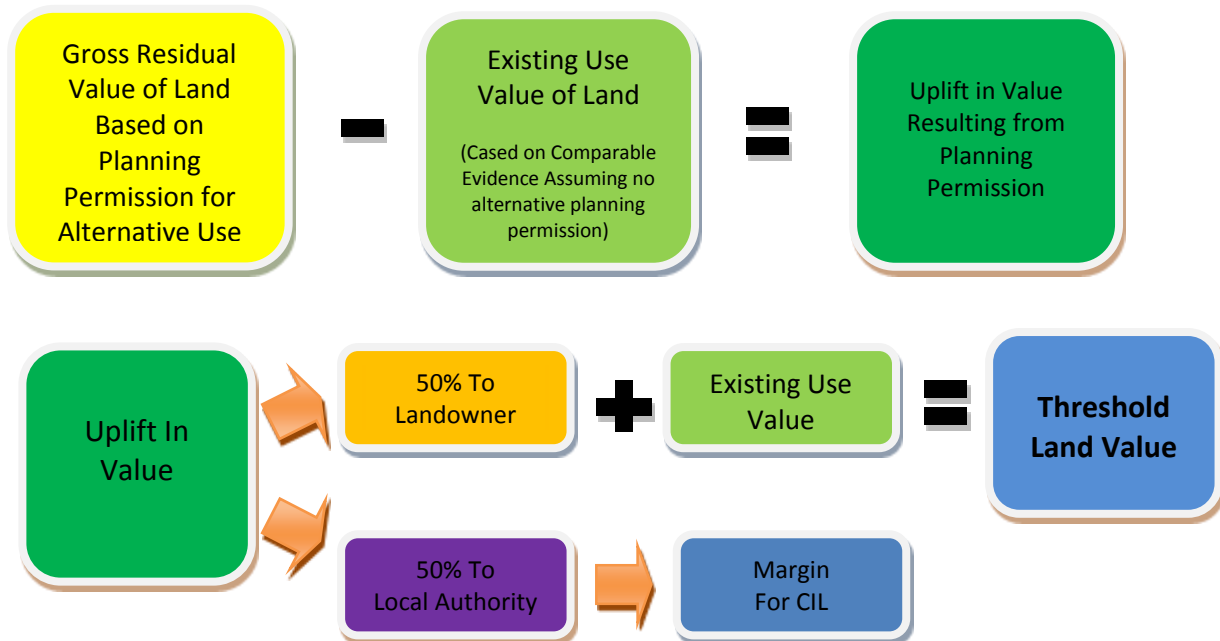 Gross Residual
Value of Land
Based on
Planning
Permission for
Alternative Use
Existing Use
Value of Land
(Cased on Comparable
Evidence Assuming no
alternative planning
permission)
Uplift in Value
Resulting from
Planning
Permission
Uplift In
Value
50% To
Landowner
Existing Use
Value
Threshold
Land Value
50% To
Local Authority
Margin
For CIL